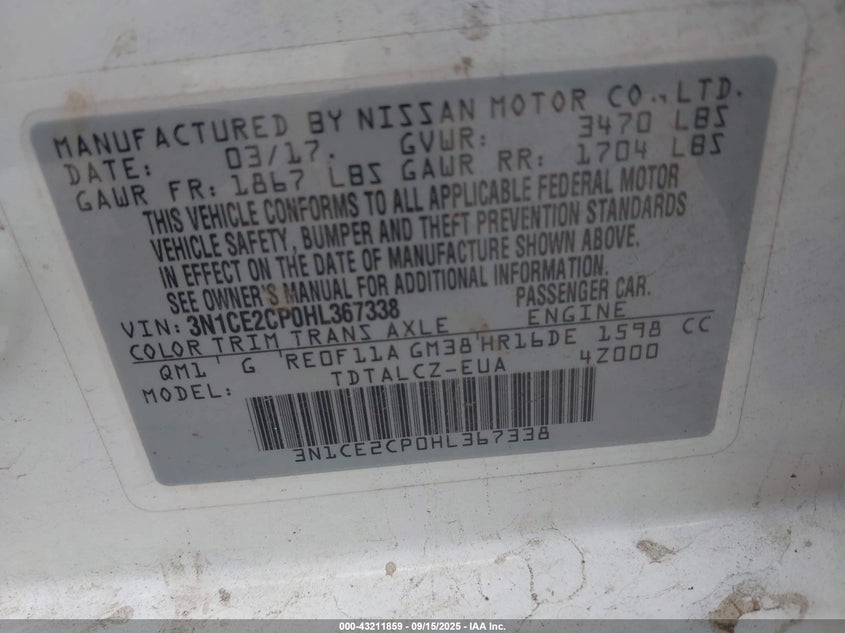 MANUFACTURED BY NISSAN MOTOR CO., LTD.
DATE: 03/17. GVWR: 3470 LBS
GAWR FR: 1867 LBS GAWR RR: 1704 LBS
THIS VEHICLE CONFORMS TO ALL APPLICABLE FEDERAL MOTOR
VEHICLE SAFETY, BUMPER AND THEFT PREVENTION STANDARDS
IN EFFECT ON THE DATE OF MANUFACTURE SHOWN ABOVE.
SEE OWNER'S MANUAL FOR ADDITIONAL INFORMATION.
VIN: 3N1CE2CP0HL367338 PASSENGER CAR.
COLOR TRIM TRANS AXLE ENGINE
QM1 G RE0F11A GM38 HR16DE 1598 CC
MODEL: TDTALCZ-EUA 4Z000
3N1CE2CP0HL367338
000-43211859 - 09/15/2025 - IAA Inc.